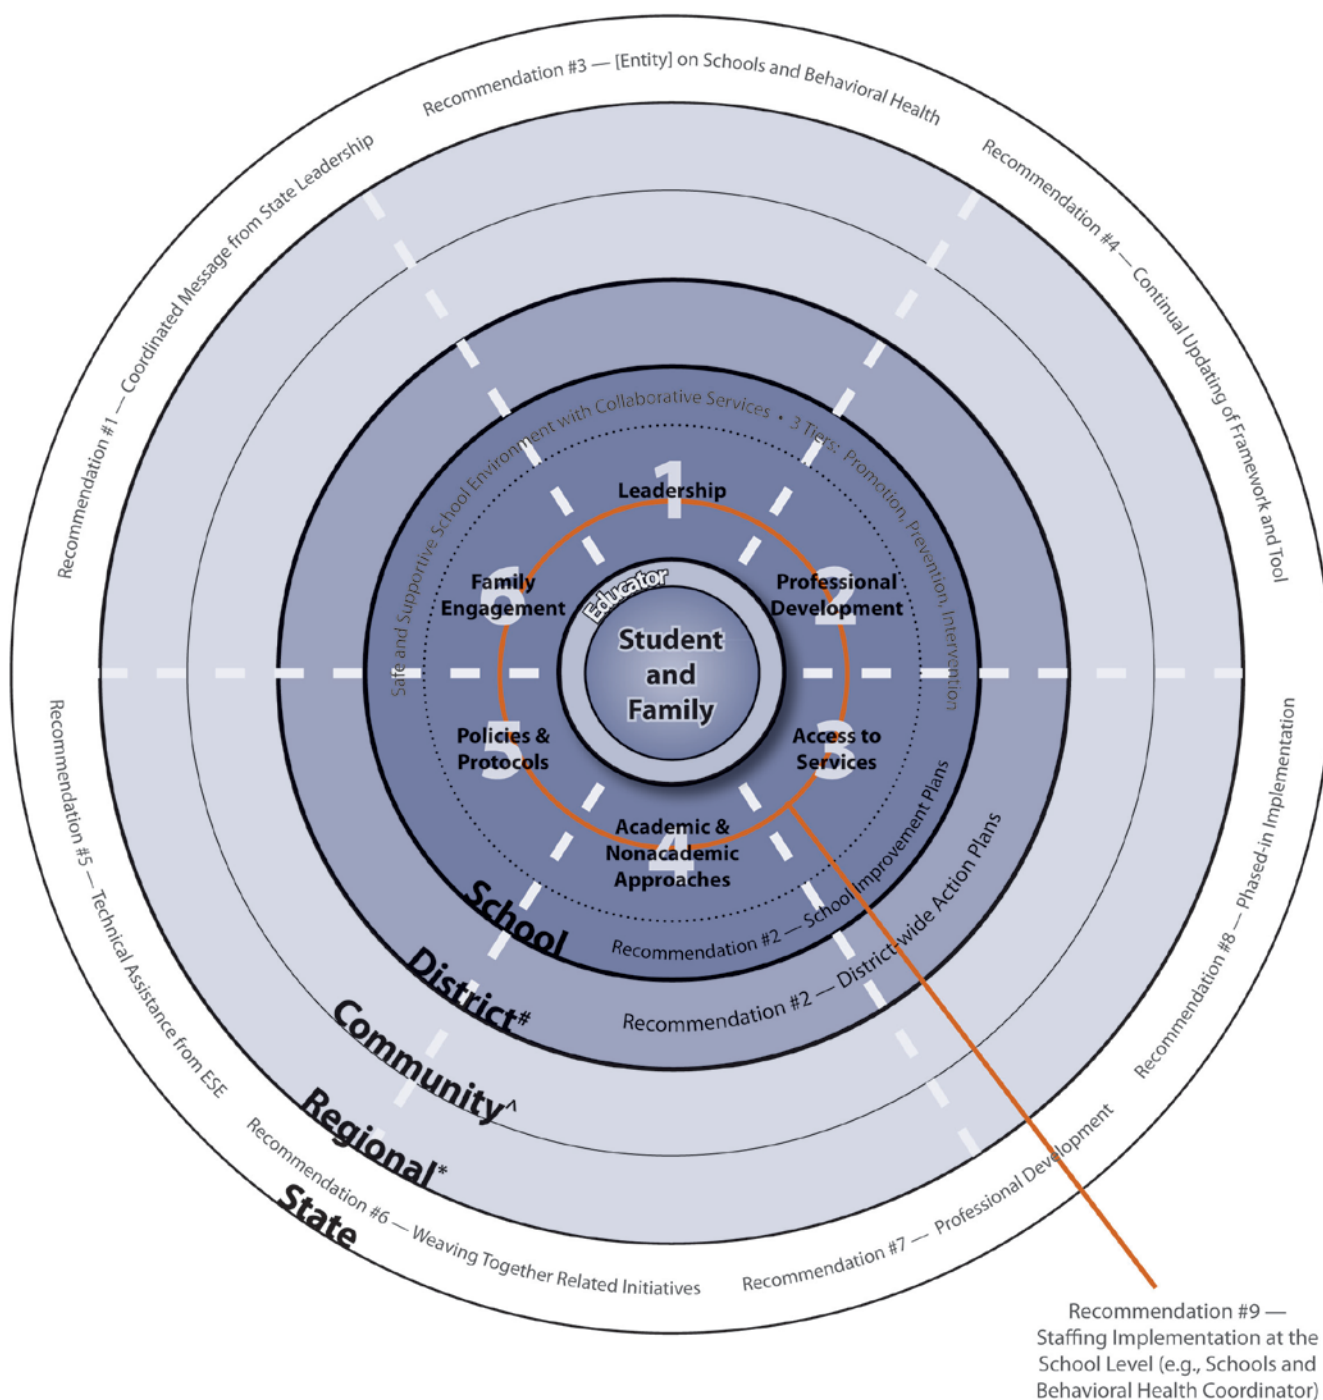 Recommendation #3 — [Entity] on Schools and Behavioral Health
Recommendation #1 — Coordinated Message from State Leadership
Recommendation #4 — Continual Updating of Framework and Tool
Safe and Supportive School Environment with Collaborative Services • 3 Tiers: Promotion, Prevention, Intervention
1
Leadership
6
Family
Engagement
2
Professional
Development
Educator
Student
and
Family
5
Policies &
Protocols
3
Access to
Services
4
Academic &
Nonacademic
Approaches
School
Recommendation #2 — School Improvement Plans
District#
Recommendation #2 — District-wide Action Plans
Community^
Regional*
State
Recommendation #5 — Technical Assistance from ESE
Recommendation #6 — Weaving Together Related Initiatives
Recommendation #7 — Professional Development
Recommendation #8 — Phased-in Implementation
Recommendation #9 —
Staffing Implementation at the
School Level (e.g., Schools and
Behavioral Health Coordinator)